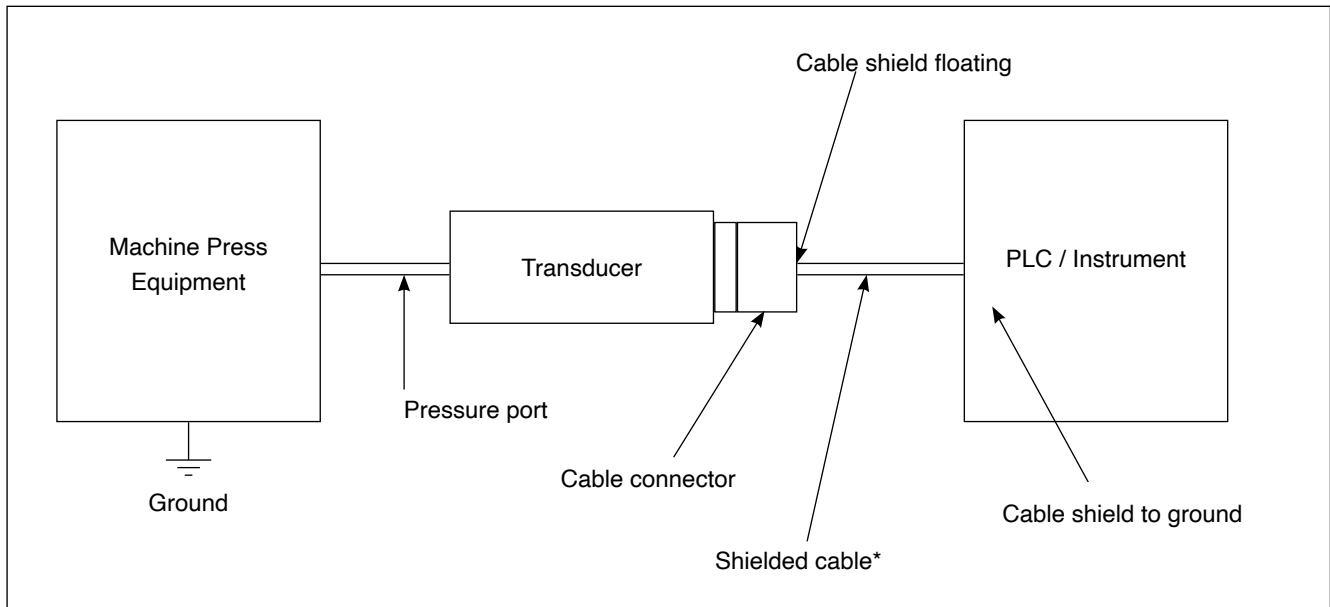 Cable shield floating
Machine Press
Equipment
Transducer
PLC / Instrument
Pressure port
Ground
Cable connector
Cable shield to ground
Shielded cable*